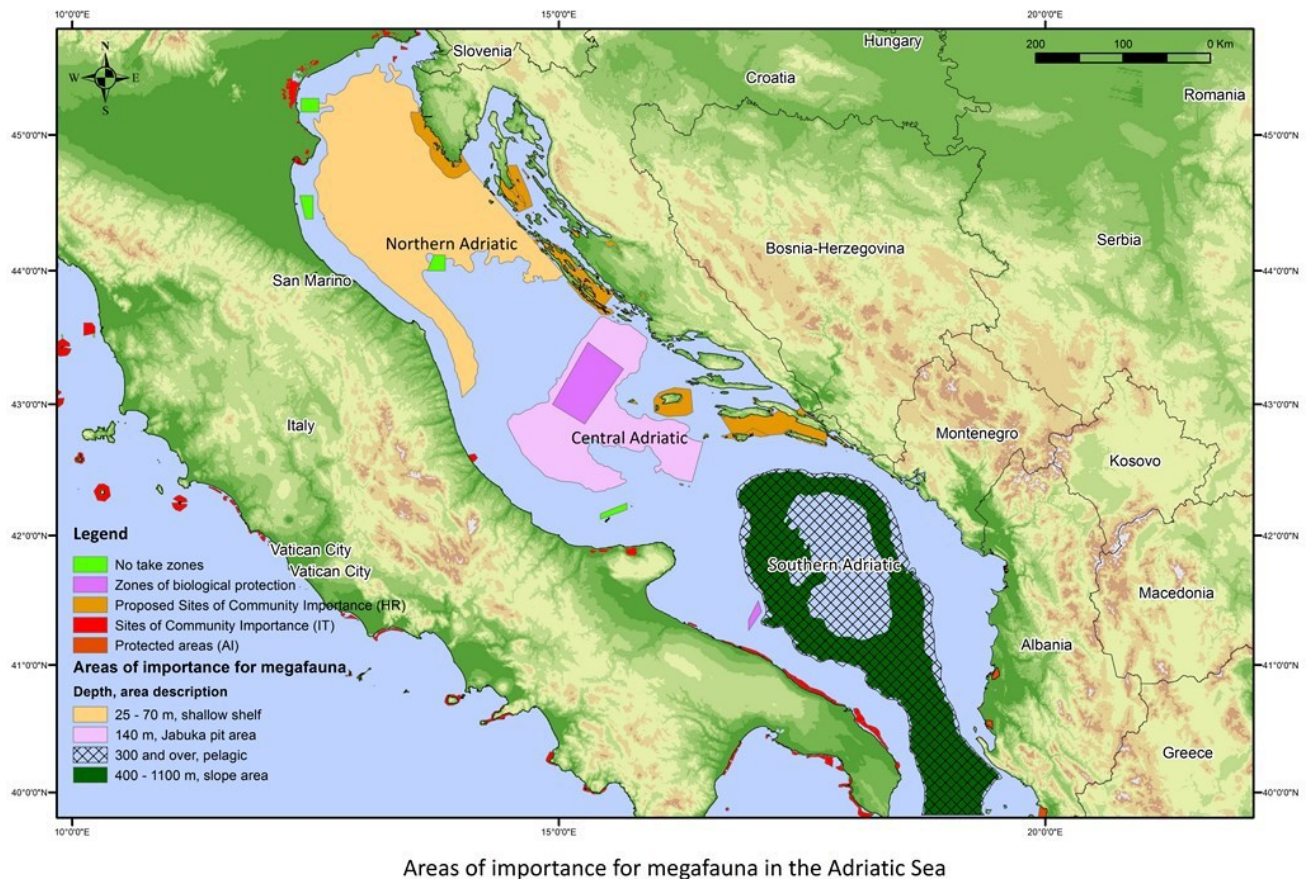 10°0'0"E 15°0'0"E 20°0'0"E
N
W E
S
Slovenia
Hungary
200 100 0 Km
Croatia
Romania
45°0'0"N 45°0'0"N
Northern Adriatic
Bosnia-Herzegovina
Serbia
44°0'0"N 44°0'0"N
San Marino
43°0'0"N 43°0'0"N
Italy
Central Adriatic
Montenegro
Kosovo
42°0'0"N 42°0'0"N
Vatican City
Vatican City
Southern Adriatic
Macedonia
Albania
41°0'0"N 41°0'0"N
Greece
40°0'0"N 40°0'0"N
Legend
No take zones
Zones of biological protection
Proposed Sites of Community Importance (HR)
Sites of Community Importance (IT)
Protected areas (Al)
Areas of importance for megafauna
Depth, area description
25 - 70 m, shallow shelf
140 m, Jabuka pit area
300 and over, pelagic
400 - 1100 m, slope area
10°0'0"E 15°0'0"E 20°0'0"E
Areas of importance for megafauna in the Adriatic Sea